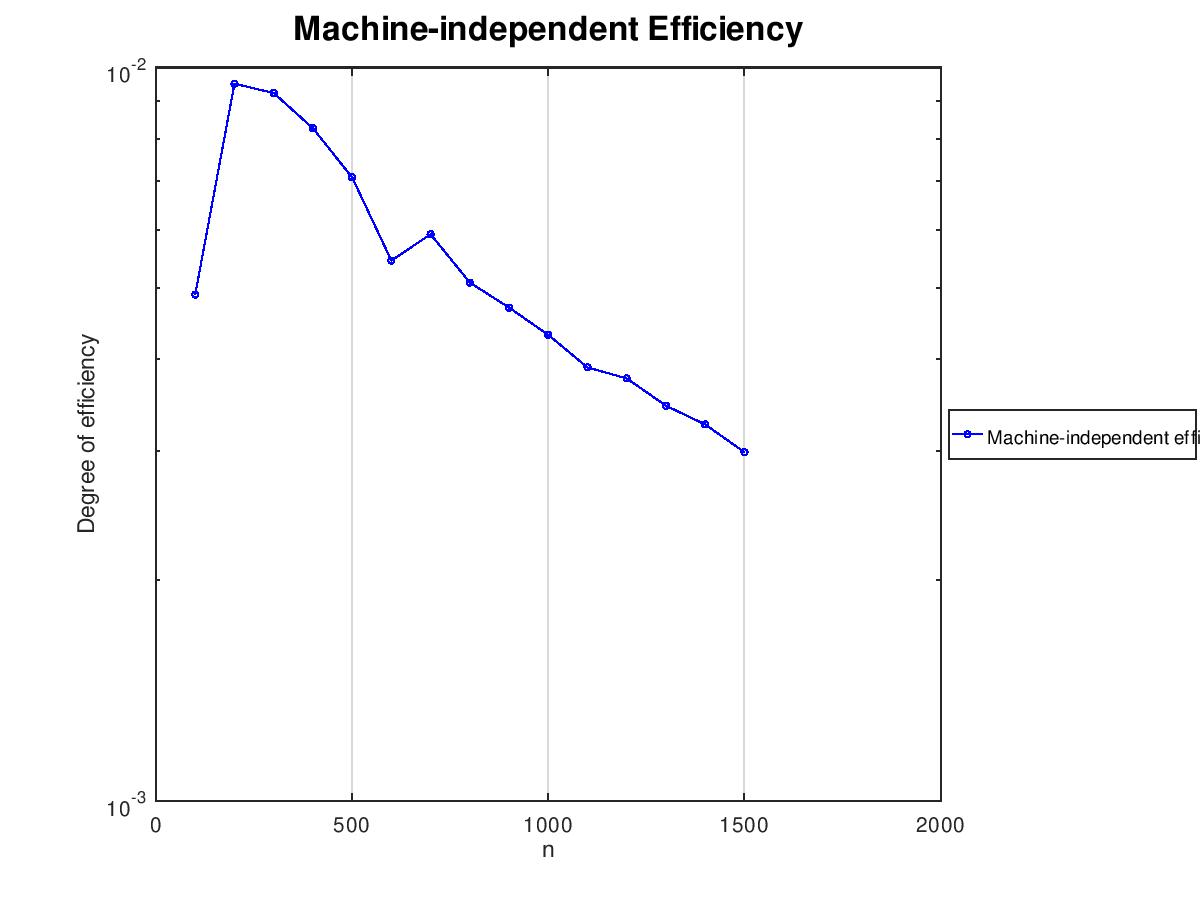 Machine-independent Efficiency
10^-2
Degree of efficiency
Machine-independent effi
10^-3
0 500 1000 1500 2000
n